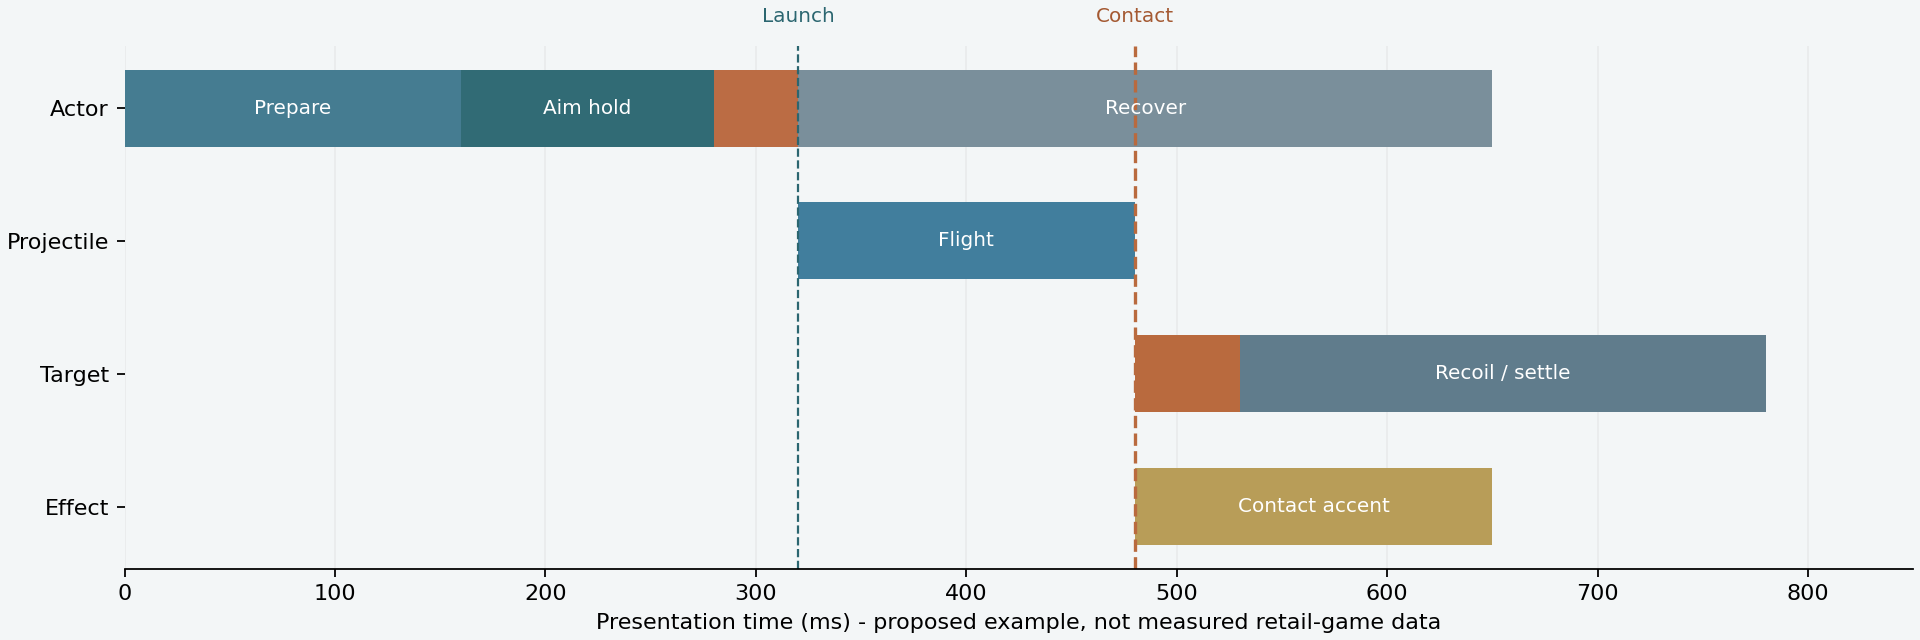 Launch Contact
Actor Prepare Aim hold Recover
Projectile Flight
Target Recoil / settle
Effect Contact accent
0 100 200 300 400 500 600 700 800
Presentation time (ms) - proposed example, not measured retail-game data